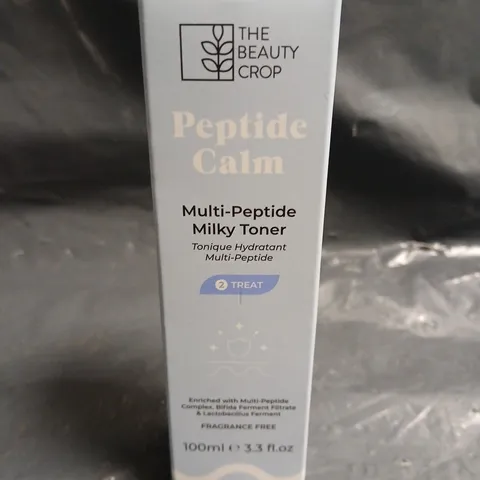 THE
BEAUTY
CROP
Peptide
Calm
Multi-Peptide
Milky Toner
Tonique Hydratant
Multi-Peptide
2 TREAT
Enriched with Multi-Peptide
Complex, Bifida Ferment Filtrate
& Lactobacillus Ferment
FRAGRANCE FREE
100ml ℮ 3.3 fl.oz